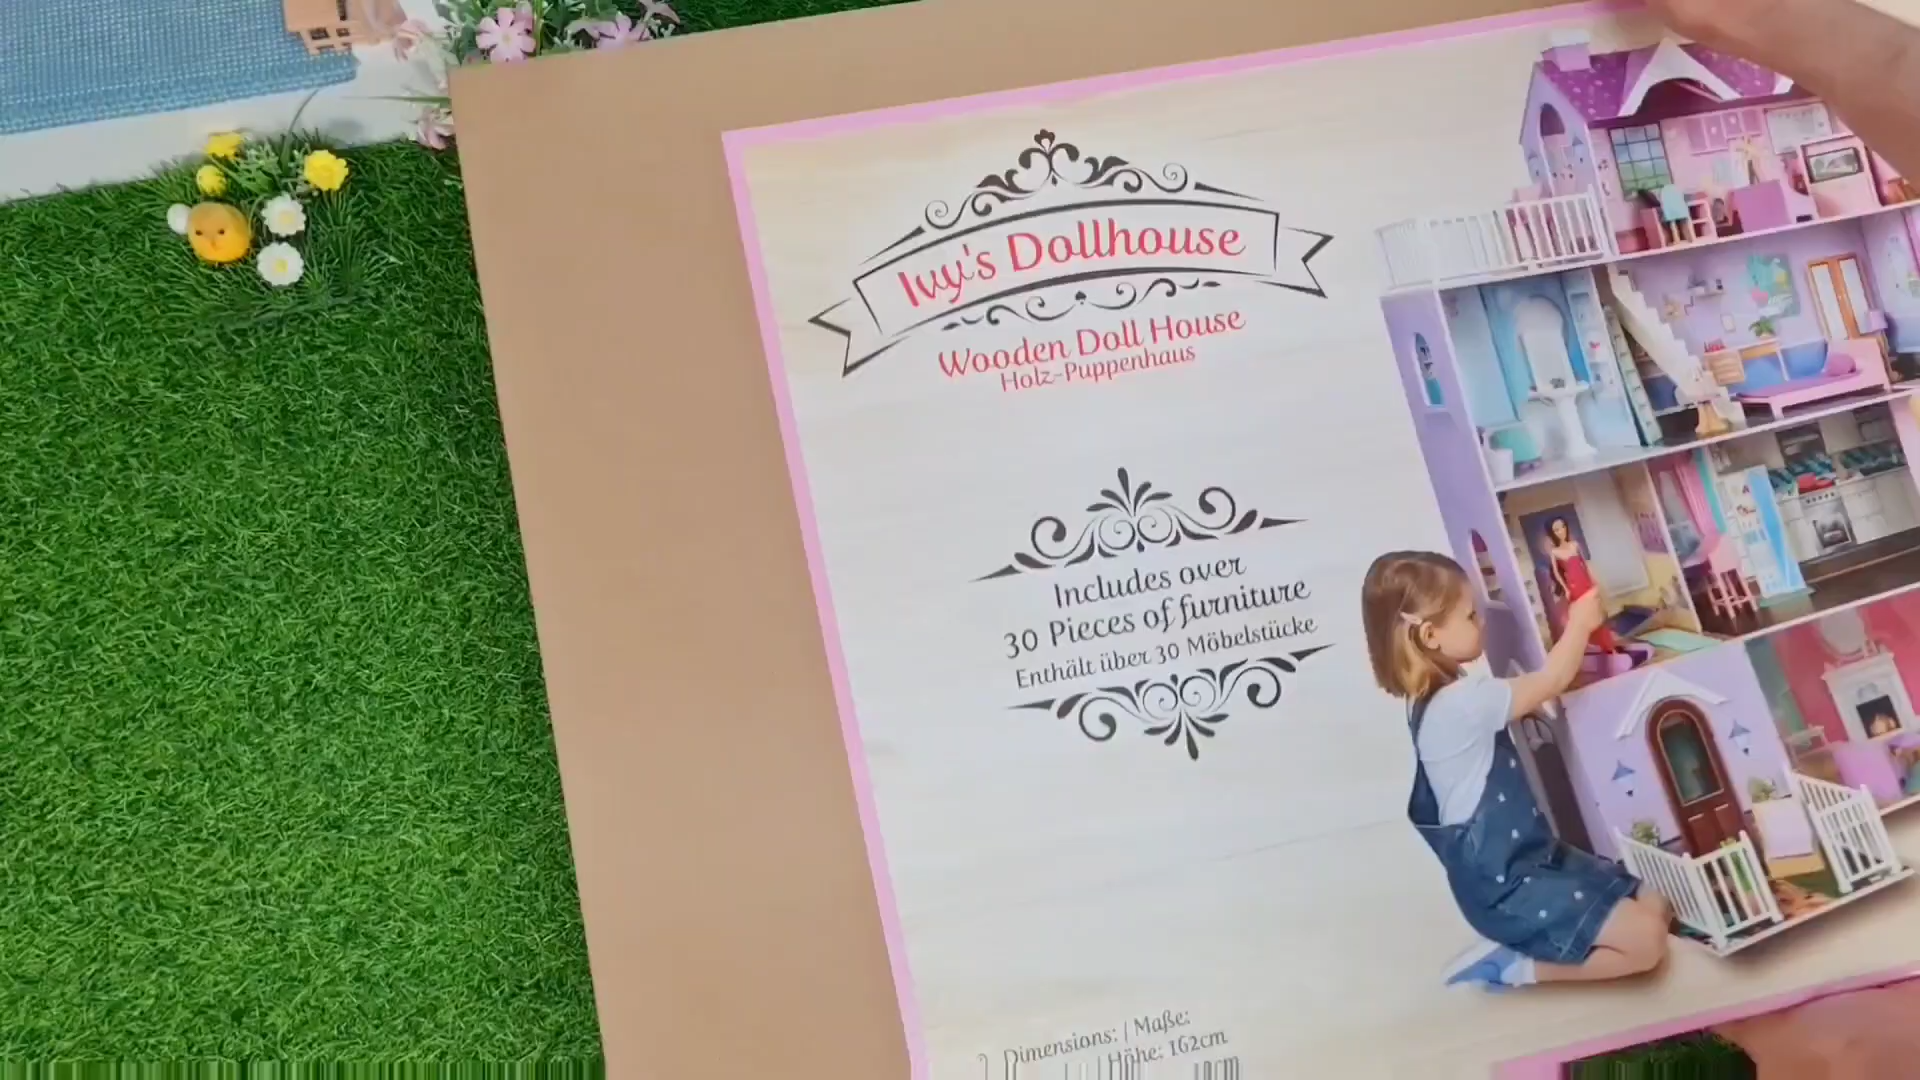 Ivy's Dollhouse
Wooden Doll House
Holz-Puppenhaus
Includes over
30 Pieces of furniture
Enthält über 30 Möbelstücke
Dimensions: | Maße:
| Höhe: 162cm